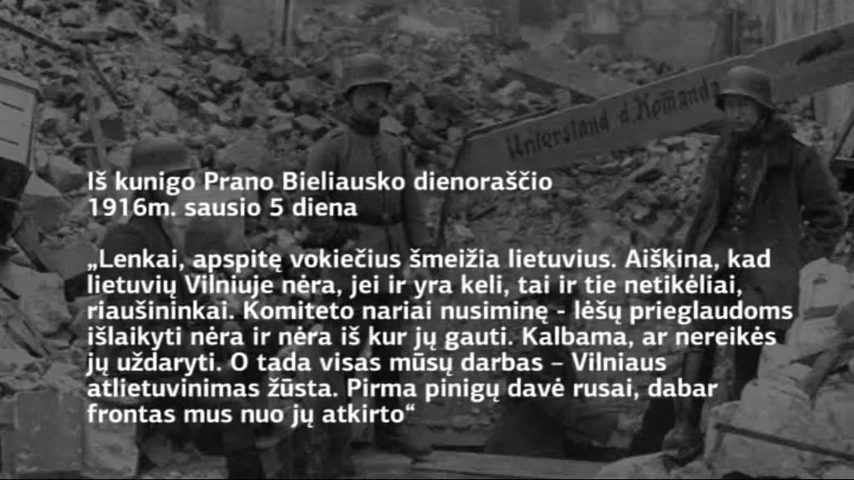 Unterstand d. Komand
Iš kunigo Prano Bieliausko dienoraščio
1916m. sausio 5 diena
„Lenkai, apspitę vokiečius šmeižia lietuvius. Aiškina, kad
lietuvių Vilniuje nėra, jei ir yra keli, tai ir tie netikėliai,
riaušininkai. Komiteto nariai nusiminę - lėšų prieglaudoms
išlaikyti nėra ir nėra iš kur jų gauti. Kalbama, ar nereikės
jų uždaryti. O tada visas mūsų darbas – Vilniaus
atlietuvinimas žūsta. Pirma pinigų davė rusai, dabar
frontas mus nuo jų atkirto“